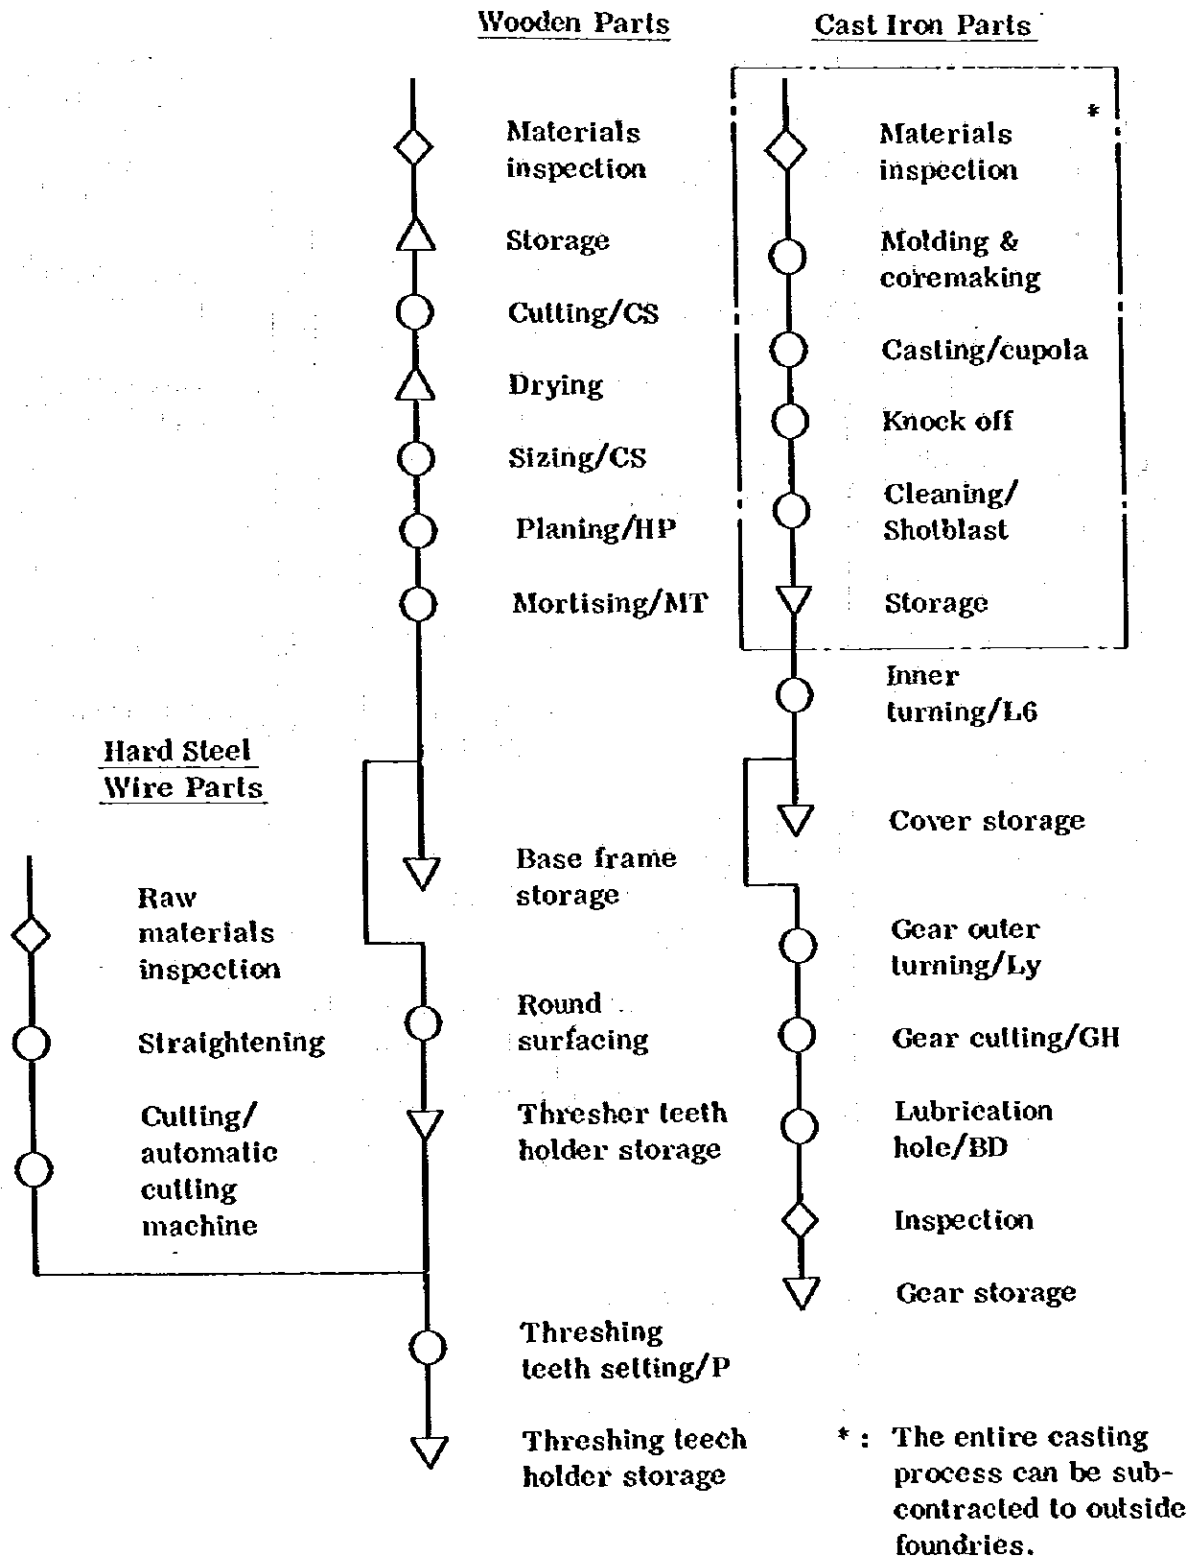 Wooden Parts
Materials
inspection
Storage
Cutting/CS
Drying
Sizing/CS
Planing/HP
Mortising/MT
Base frame
storage
Round
surfacing
Thresher teeth
holder storage
Threshing
teeth setting/P
Threshing teech
holder storage
Hard Steel
Wire Parts
Raw
materials
inspection
Straightening
Cutting/
automatic
cutting
machine
Cast Iron Parts
*
Materials
inspection
Molding &
coremaking
Casting/cupola
Knock off
Cleaning/
Shotblast
Storage
Inner
turning/L6
Cover storage
Gear outer
turning/Ly
Gear cutting/GH
Lubrication
hole/BD
Inspection
Gear storage
* : The entire casting
process can be sub-
contracted to outside
foundries.